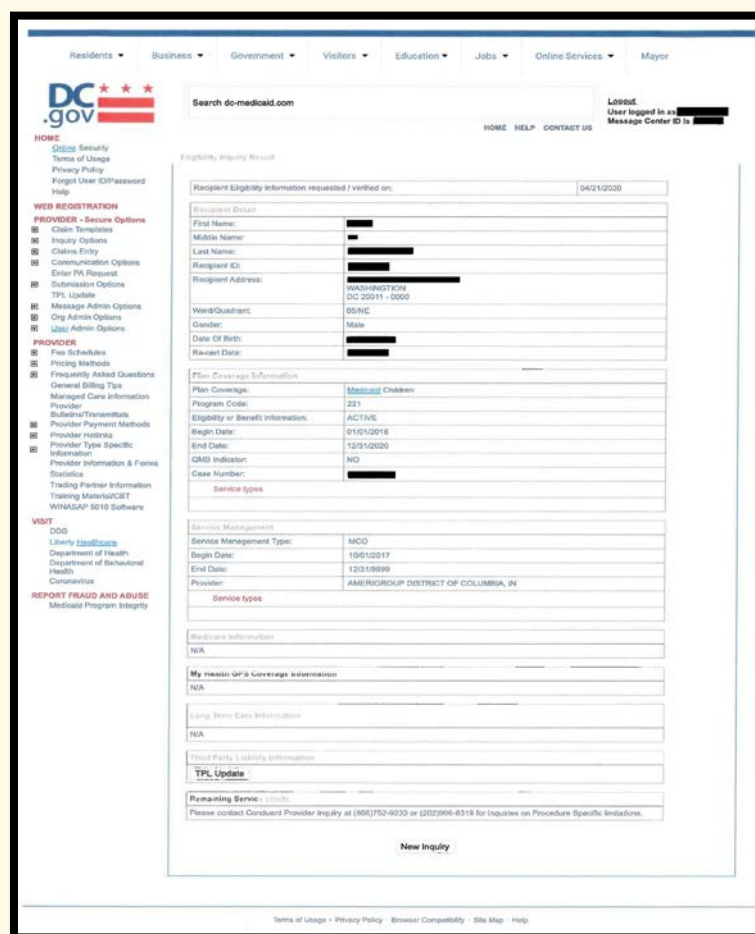 Residents Business Government Visitors Education Jobs Online Services Mayor
DC
.gov
Search dc-medicaid.com
Logout
User logged in as
Message Center ID is
HOME HELP CONTACT US
HOME
Online Security
Terms of Usage
Privacy Policy
Forgot User ID/Password
Help
WEB REGISTRATION
PROVIDER - Secure Options
Claim Templates
Inquiry Options
Claims Entry
Communication Options
Enter PA Request
Submission Options
TPL Update
Message Admin Options
Org Admin Options
User Admin Options
PROVIDER
Fee Schedules
Pricing Methods
Frequently Asked Questions
General Billing Tips
Managed Care Information
Provider
Bulletins/Transmittals
Provider Payment Methods
Provider Hotlinks
Provider Type Specific
Information
Provider Information & Forms
Statistics
Trading Partner Information
Training Material/CBT
WINASAP 5010 Software
VISIT
DDS
Liberty Healthcare
Department of Health
Department of Behavioral
Health
Coronavirus
REPORT FRAUD AND ABUSE
Medicaid Program Integrity
Eligibility Inquiry Result
Recipient Eligibility Information requested / verified on: 04/21/2020
Recipient Detail
First Name:
Middle Name:
Last Name:
Recipient ID:
Recipient Address:
WASHINGTION
DC 20011 - 0000
Ward/Quadrant: 05/NE
Gender: Male
Date Of Birth:
Re-cert Date:
Plan Coverage Information
Plan Coverage: Medicaid Children
Program Code: 221
Eligibility or Benefit Information: ACTIVE
Begin Date: 01/01/2016
End Date: 12/31/2020
QMB Indicator: NO
Case Number:
Service types
Service Management
Service Management Type: MCO
Begin Date: 10/01/2017
End Date: 12/31/9999
Provider: AMERIGROUP DISTRICT OF COLUMBIA, IN
Service types
Medicare Information
N/A
My Health GPS Coverage Information
N/A
Long Term Care Information
N/A
Third Party Liability Information
TPL Update
Remaining Service Limits
Please contact Conduent Provider Inquiry at (866)752-9233 or (202)906-8319 for inquiries on Procedure Specific limitations.
New Inquiry
Terms of Usage - Privacy Policy - Browser Compatibility - Site Map - Help